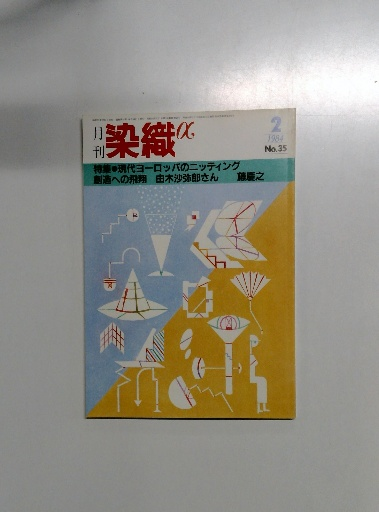 月刊 染織α
2
1984
No.35
特集●現代ヨーロッパのニッティング
創造への飛翔 由木沙弥郎さん 藤慶之